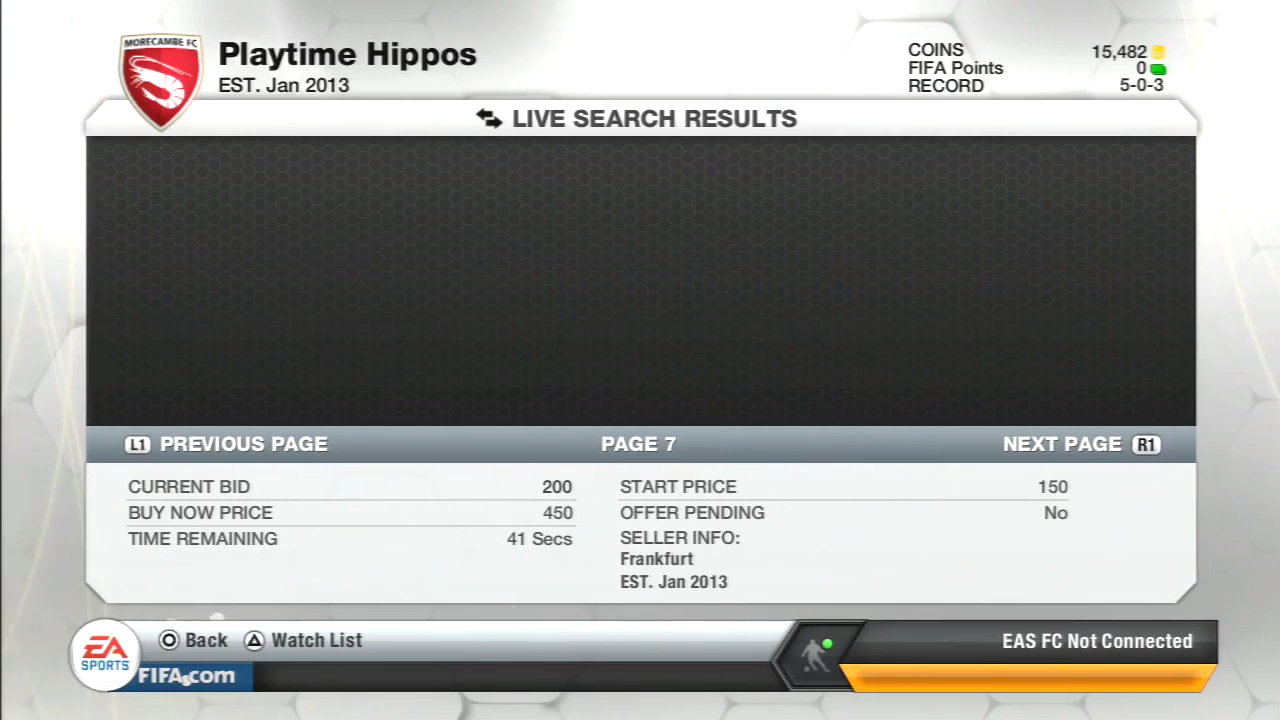 MORECAMBE FC
Playtime Hippos
EST. Jan 2013
COINS 15,482
FIFA Points 0
RECORD 5-0-3
LIVE SEARCH RESULTS
L1 PREVIOUS PAGE PAGE 7 NEXT PAGE R1
CURRENT BID 200 START PRICE 150
BUY NOW PRICE 450 OFFER PENDING No
TIME REMAINING 41 Secs SELLER INFO:
Frankfurt
EST. Jan 2013
Back Watch List
EAS FC Not Connected
EA
SPORTS
FIFA.com